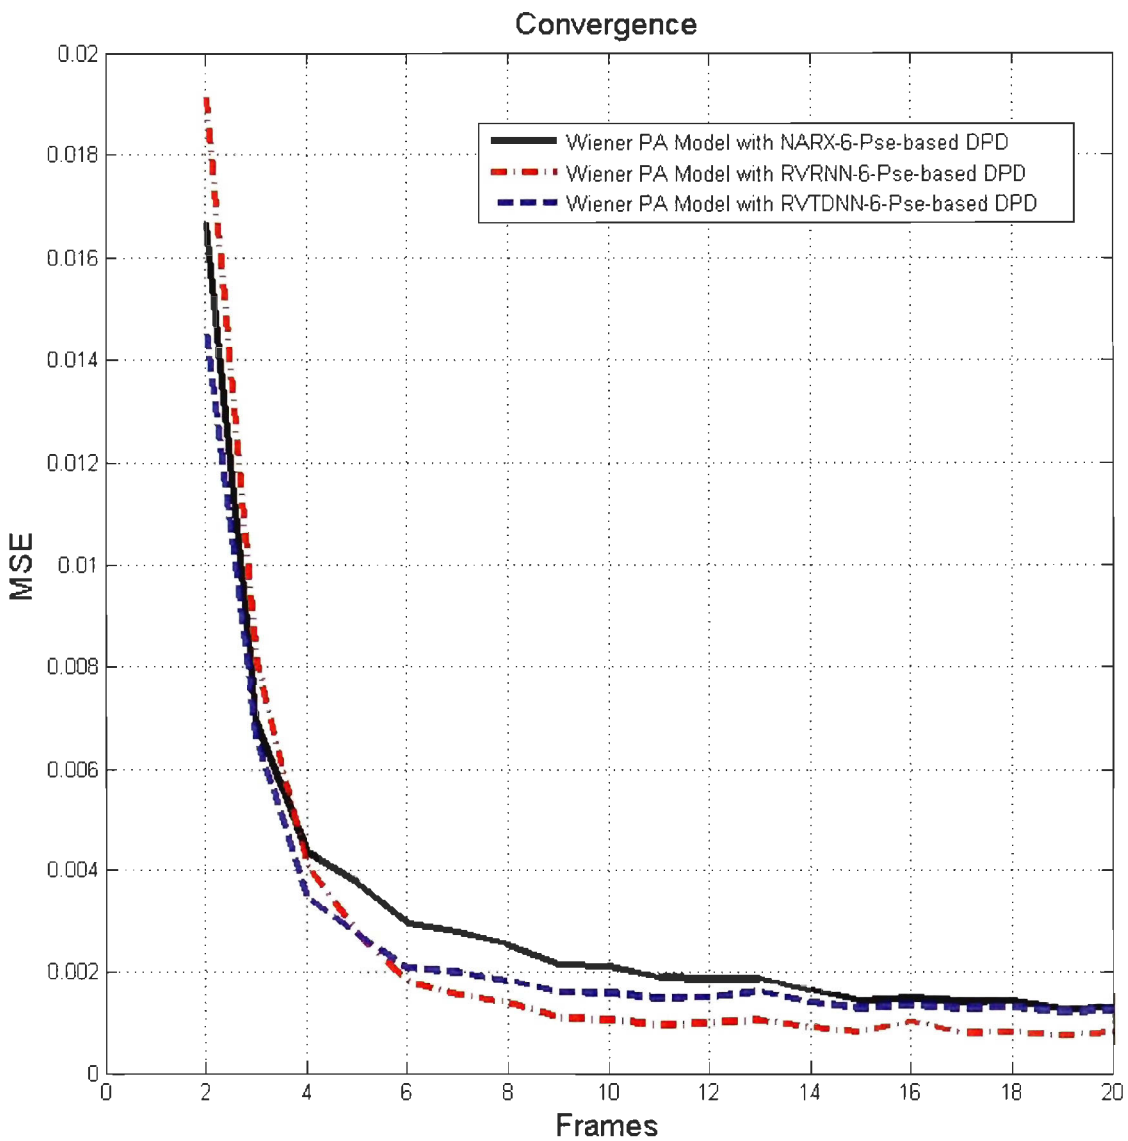 Convergence
0.02
0.018
0.016
0.014
0.012
0.01
0.008
0.006
0.004
0.002
0
MSE
Wiener PA Model with NARX-6-Pse-based DPD
Wiener PA Model with RVRNN-6-Pse-based DPD
Wiener PA Model with RVTDNN-6-Pse-based DPD
0 2 4 6 8 10 12 14 16 18 20
Frames